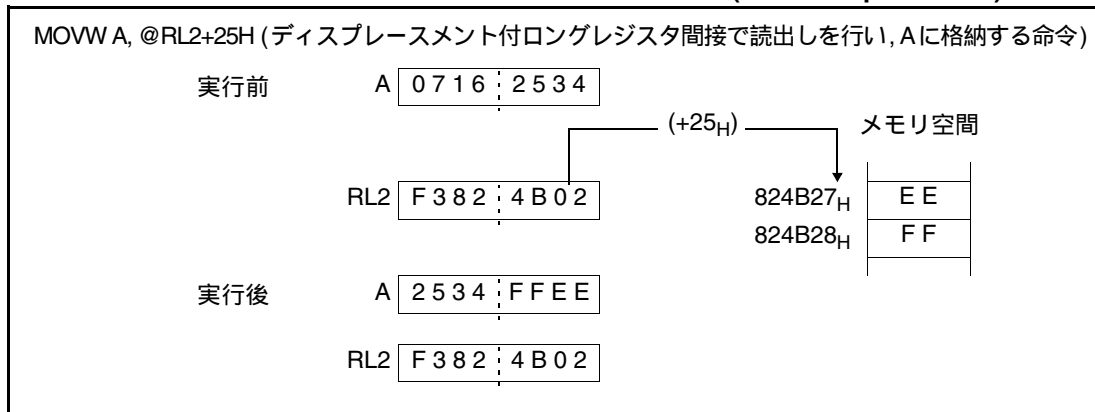 MOVW A, @RL2+25H (ディスプレースメント付ロングレジスタ間接で読出しを行い, Aに格納する命令)
実行前 A 0716 2534
(+25H) メモリ空間
RL2 F382 4B02 824B27H EE
824B28H FF
実行後 A 2534 FFEE
RL2 F382 4B02